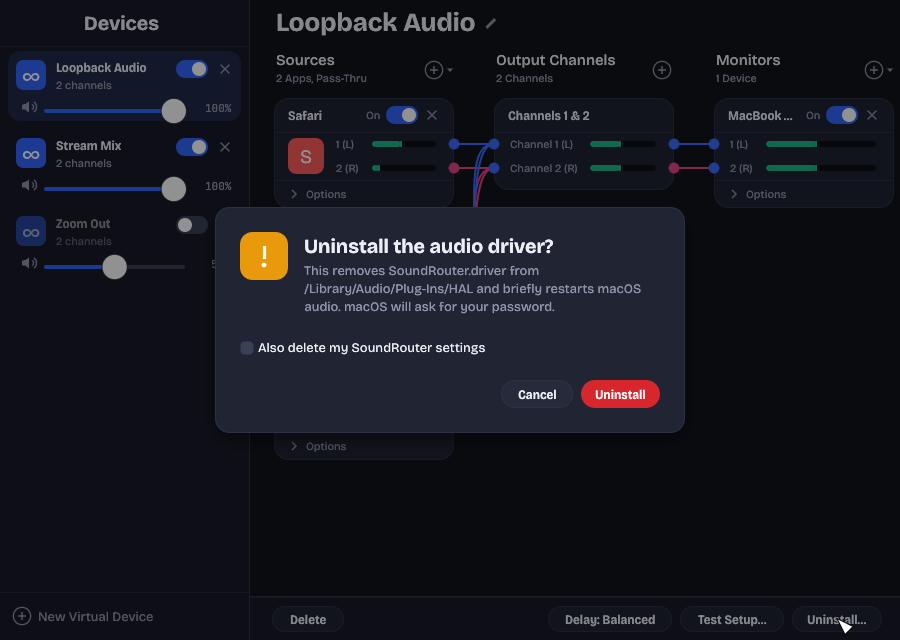 Devices
Loopback Audio
2 channels
100%
Stream Mix
2 channels
100%
Zoom Out
2 channels
New Virtual Device
Loopback Audio
Sources
2 Apps, Pass-Thru
Output Channels
2 Channels
Monitors
1 Device
Safari
On
S
1 (L)
2 (R)
Options
Channels 1 & 2
Channel 1 (L)
Channel 2 (R)
MacBook ...
On
1 (L)
2 (R)
Options
!
Uninstall the audio driver?
This removes SoundRouter.driver from
/Library/Audio/Plug-Ins/HAL and briefly restarts macOS
audio. macOS will ask for your password.
Also delete my SoundRouter settings
Cancel
Uninstall
Options
Delete
Delay: Balanced
Test Setup...
Uninstall...